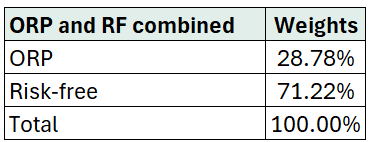 ORP and RF combined Weights
ORP 28.78%
Risk-free 71.22%
Total 100.00%